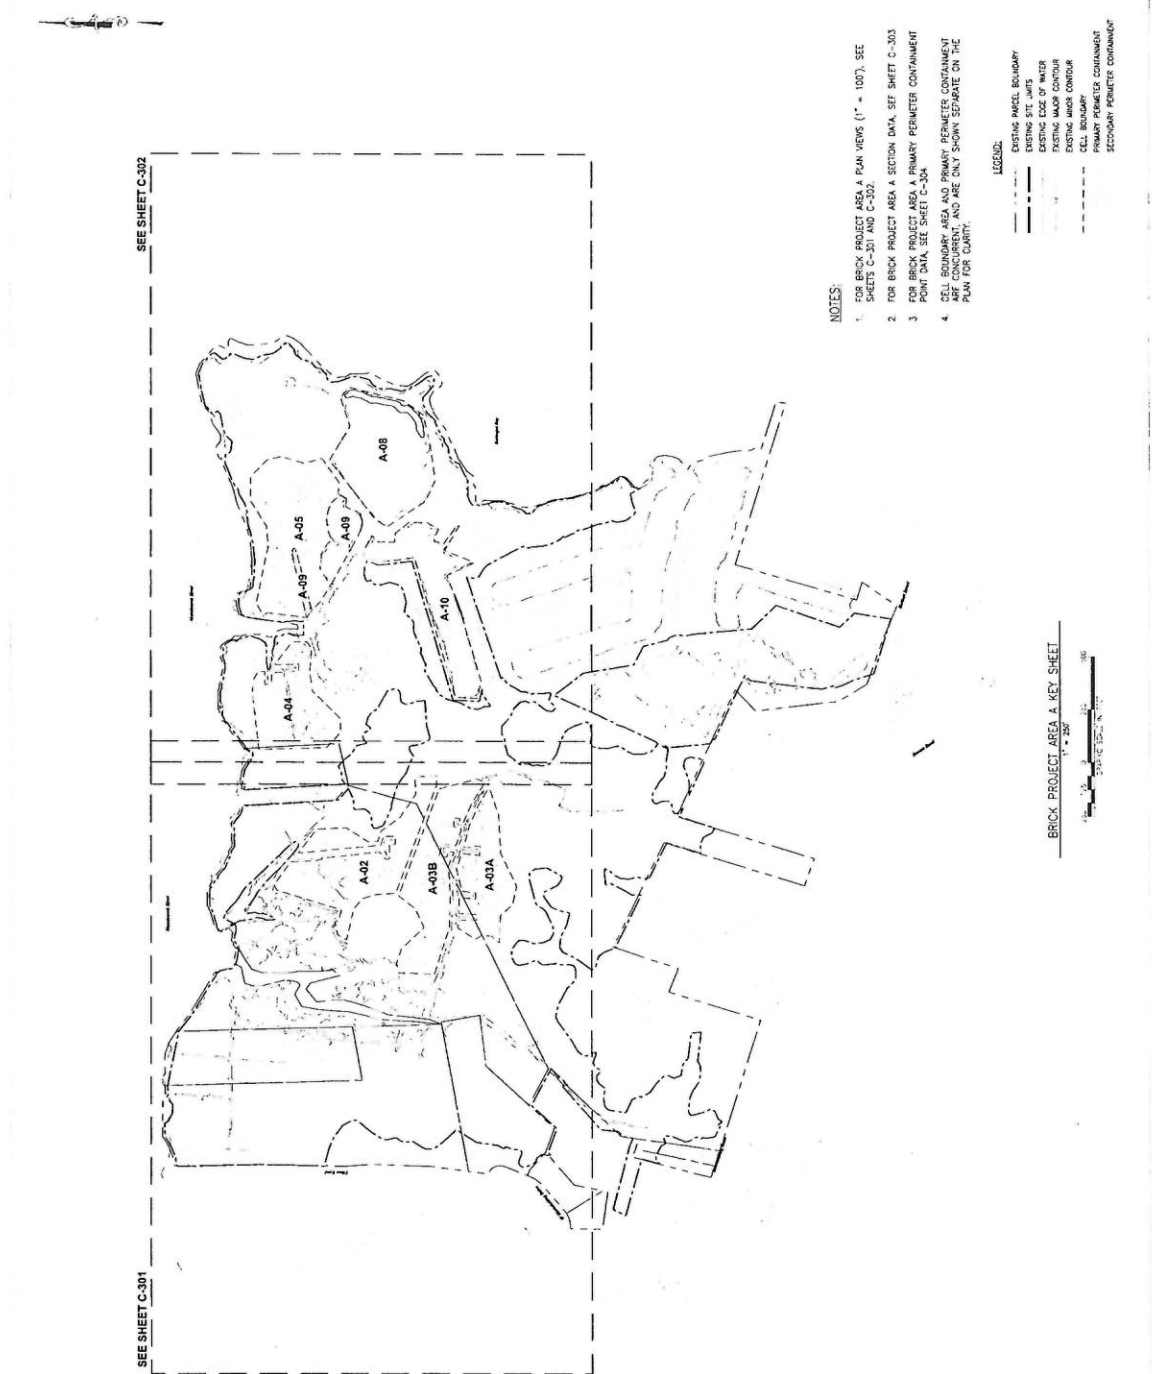 SEE SHEET C-301
SEE SHEET C-302
A-02
A-03B
A-03A
A-04
A-09
A-05
A-09
A-08
A-10
NOTES:
1. FOR BRICK PROJECT AREA A PLAN VIEWS (1" = 100'), SEE
SHEETS C-301 AND C-302.
2 FOR BRICK PROJECT AREA A SECTION DATA, SEE SHEET C-303
3 FOR BRICK PROJECT AREA A PRIMARY PERIMETER CONTAINMENT
POINT DATA, SEE SHEET C-304
4. CELL BOUNDARY AREA AND PRIMARY PERIMETER CONTAINMENT
ARE CONCURRENT, AND ARE ONLY SHOWN SEPARATE ON THE
PLAN FOR CLARITY.
LEGEND:
EXISTING PARCEL BOUNDARY
EXISTING SITE LIMITS
EXISTING EDGE OF WATER
EXISTING MAJOR CONTOUR
EXISTING MINOR CONTOUR
CELL BOUNDARY
PRIMARY PERIMETER CONTAINMENT
SECONDARY PERIMETER CONTAINMENT
BRICK PROJECT AREA A KEY SHEET
1" = 250'